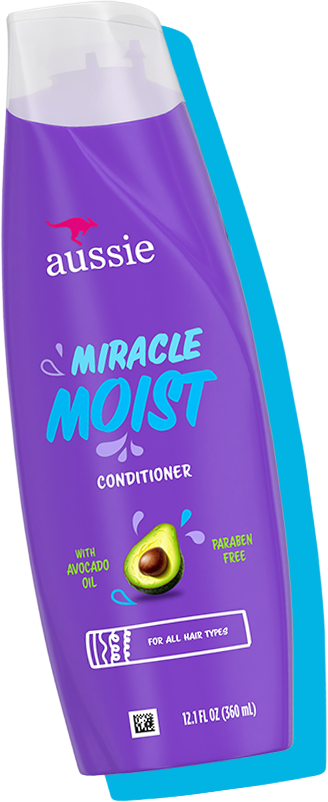 aussie
MIRACLE
MOIST
CONDITIONER
WITH
AVOCADO
OIL
PARABEN
FREE
FOR ALL HAIR TYPES
12.1 FL OZ (360 mL)